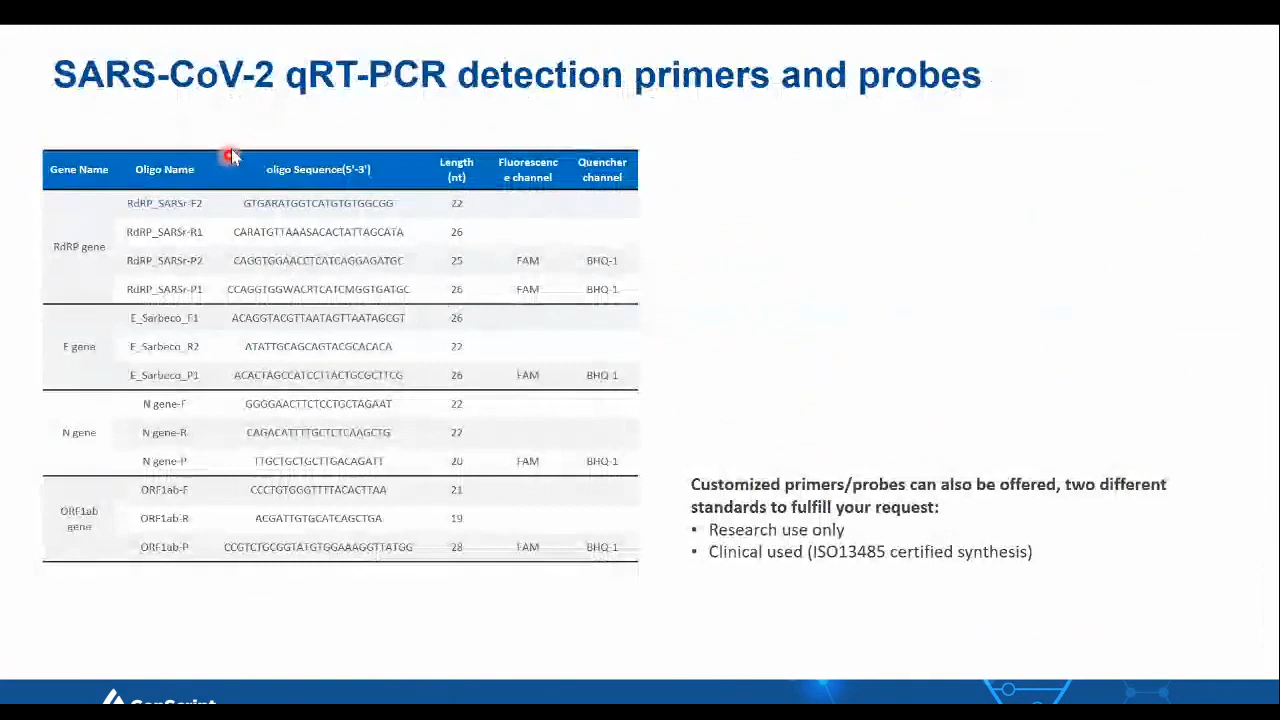 SARS-CoV-2 qRT-PCR detection primers and probes
Gene Name Oligo Name oligo Sequence(5'-3') Length (nt) Fluorescenc e channel Quencher channel
RdRP gene
RdRP_SARSr-F2 GTGARATGGTCATGTGTGGCGG 22
RdRP_SARSr-R1 CARATGTTAAASACACTATTAGCATA 26
RdRP_SARSr-P2 CAGGTGGAACCTCATCAGGAGATGC 25 FAM BHQ-1
RdRP_SARSr-P1 CCAGGTGGWACRTCATCMGGTGATGC 26 FAM BHQ-1
E gene
E_Sarbeco_F1 ACAGGTACGTTAATAGTTAATAGCGT 26
E_Sarbeco_R2 ATATTGCAGCAGTACGCACACA 22
E_Sarbeco_P1 ACACTAGCCATCCTTACTGCGCTTCG 26 FAM BHQ-1
N gene
N gene-F GGGGAACTTCTCCTGCTAGAAT 22
N gene-R CAGACATTTTGCTCTCAAGCTG 22
N gene-P TTGCTGCTGCTTGACAGATT 20 FAM BHQ-1
ORF1ab gene
ORF1ab-F CCCTGTGGGTTTTACACTTAA 21
ORF1ab-R ACGATTGTGCATCAGCTGA 19
ORF1ab-P CCGTCTGCGGTATGTGGAAAGGTTATGG 28 FAM BHQ-1
Customized primers/probes can also be offered, two different
standards to fulfill your request:
• Research use only
• Clinical used (ISO13485 certified synthesis)
GenScript